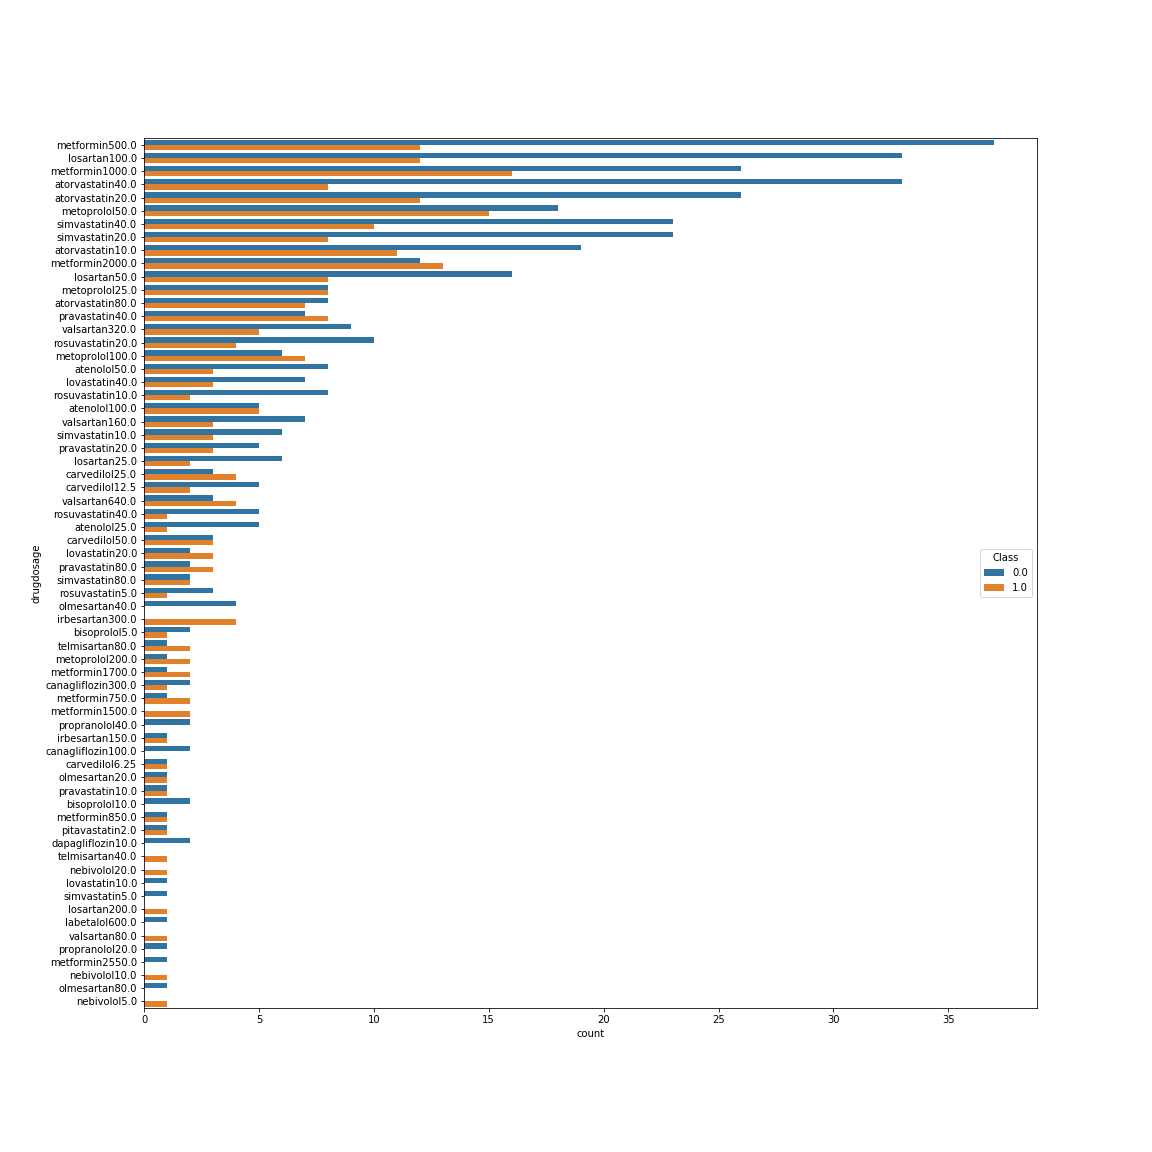 metformin500.0
losartan100.0
metformin1000.0
atorvastatin40.0
atorvastatin20.0
metoprolol50.0
simvastatin40.0
simvastatin20.0
atorvastatin10.0
metformin2000.0
losartan50.0
metoprolol25.0
atorvastatin80.0
pravastatin40.0
valsartan320.0
rosuvastatin20.0
metoprolol100.0
atenolol50.0
lovastatin40.0
rosuvastatin10.0
atenolol100.0
valsartan160.0
simvastatin10.0
pravastatin20.0
losartan25.0
carvedilol25.0
carvedilol12.5
valsartan640.0
rosuvastatin40.0
atenolol25.0
carvedilol50.0
lovastatin20.0
pravastatin80.0
simvastatin80.0
rosuvastatin5.0
olmesartan40.0
irbesartan300.0
bisoprolol5.0
telmisartan80.0
metoprolol200.0
metformin1700.0
canagliflozin300.0
metformin750.0
metformin1500.0
propranolol40.0
irbesartan150.0
canagliflozin100.0
carvedilol6.25
olmesartan20.0
pravastatin10.0
bisoprolol10.0
metformin850.0
pitavastatin2.0
dapagliflozin10.0
telmisartan40.0
nebivolol20.0
lovastatin10.0
simvastatin5.0
losartan200.0
labetalol600.0
valsartan80.0
propranolol20.0
metformin2550.0
nebivolol10.0
olmesartan80.0
nebivolol5.0
drugdosage
0 5 10 15 20 25 30 35
count
Class
0.0
1.0